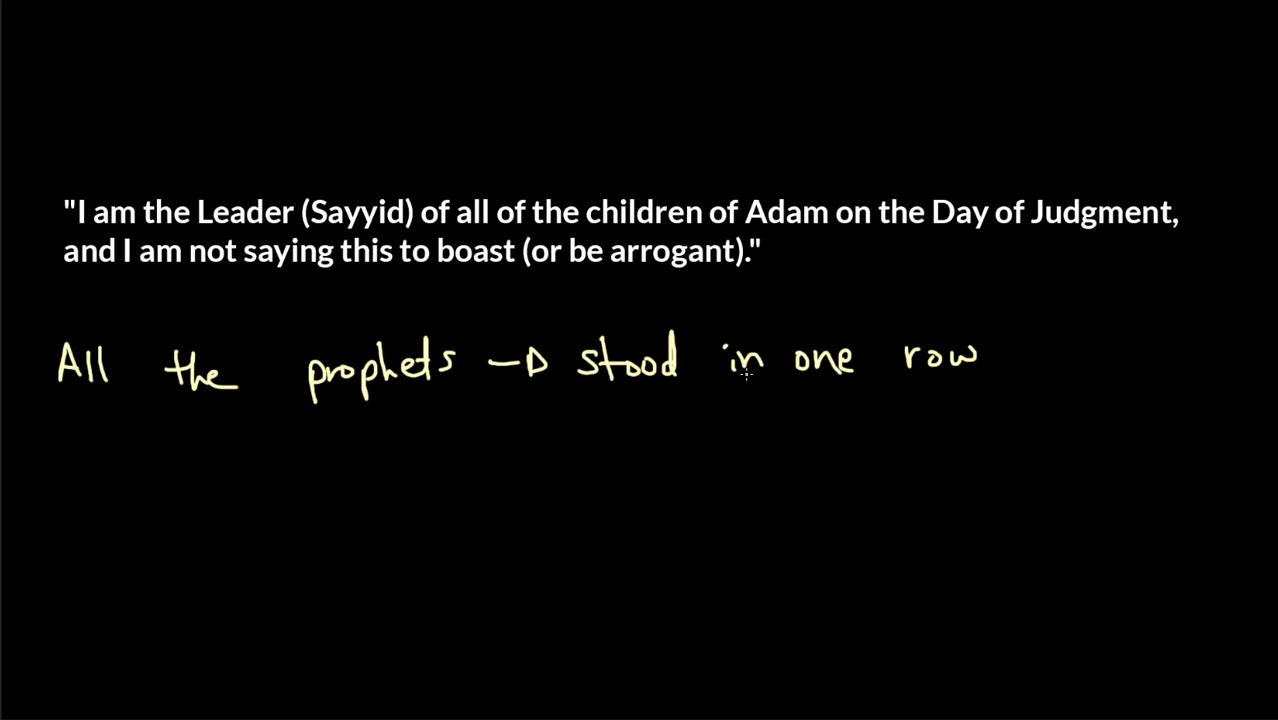 "I am the Leader (Sayyid) of all of the children of Adam on the Day of Judgment,
and I am not saying this to boast (or be arrogant)."
All the prophets → stood in one row